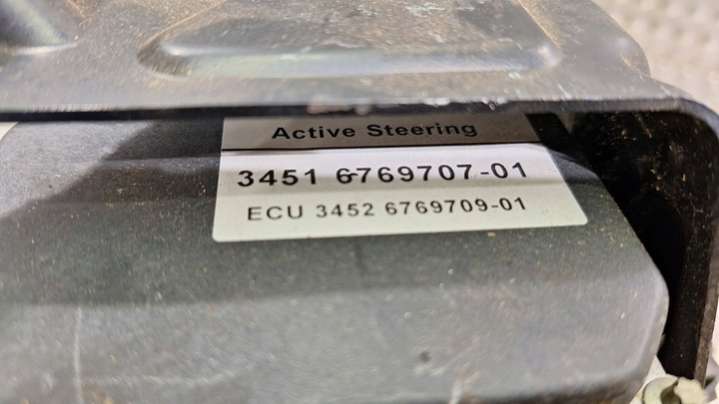 Active Steering
3451 6769707-01
ECU 3452 6769709-01